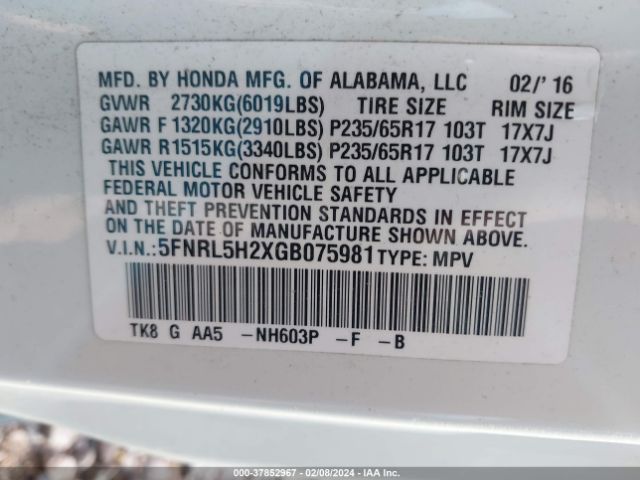 MFD. BY HONDA MFG. OF ALABAMA, LLC 02/' 16
GVWR 2730KG(6019LBS) TIRE SIZE RIM SIZE
GAWR F 1320KG(2910LBS) P235/65R17 103T 17X7J
GAWR R1515KG(3340LBS) P235/65R17 103T 17X7J
THIS VEHICLE CONFORMS TO ALL APPLICABLE
FEDERAL MOTOR VEHICLE SAFETY
AND THEFT PREVENTION STANDARDS IN EFFECT
ON THE DATE OF MANUFACTURE SHOWN ABOVE.
V.I.N.:5FNRL5H2XGB075981 TYPE: MPV
TK8 G AA5 -NH603P -F -B
000-37852967 - 02/08/2024 - IAAI.COM